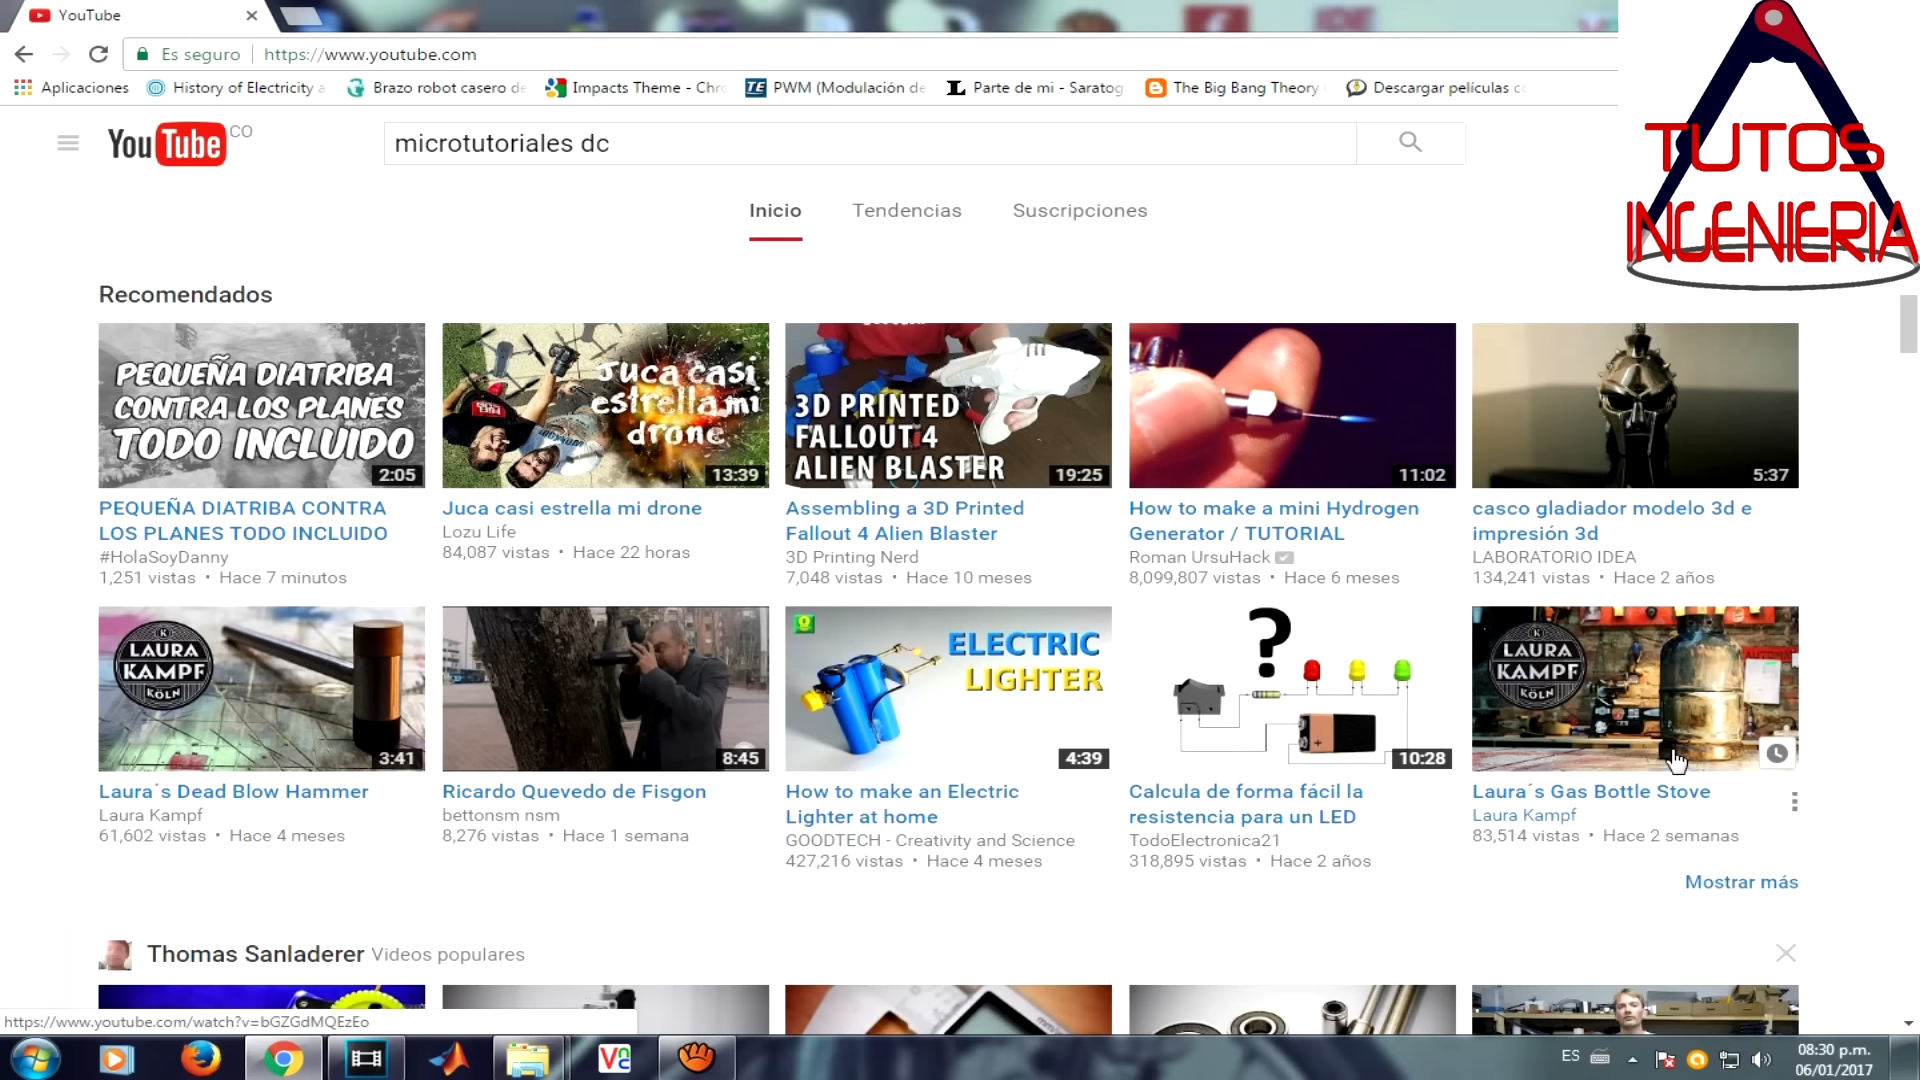 YouTube
Es seguro https://www.youtube.com
Aplicaciones History of Electricity Brazo robot casero de Impacts Theme - Chr PWM (Modulación de Parte de mi - Saratog The Big Bang Theory Descargar películas
YouTube CO
microtutoriales dc
TUTOS
INGENIERIA
Inicio Tendencias Suscripciones
Recomendados
PEQUEÑA DIATRIBA
CONTRA LOS PLANES
TODO INCLUIDO
2:05
Juca casi
estrella mi
drone
13:39
3D PRINTED
FALLOUT 4
ALIEN BLASTER
19:25
11:02
5:37
PEQUEÑA DIATRIBA CONTRA
LOS PLANES TODO INCLUIDO
#HolaSoyDanny
1,251 vistas • Hace 7 minutos
Juca casi estrella mi drone
Lozu Life
84,087 vistas • Hace 22 horas
Assembling a 3D Printed
Fallout 4 Alien Blaster
3D Printing Nerd
7,048 vistas • Hace 10 meses
How to make a mini Hydrogen
Generator / TUTORIAL
Roman UrsuHack
8,099,807 vistas • Hace 6 meses
casco gladiador modelo 3d e
impresión 3d
LABORATORIO IDEA
134,241 vistas • Hace 2 años
K
LAURA
KAMPF
KÖLN
3:41
8:45
ELECTRIC
LIGHTER
4:39
?
10:28
K
LAURA
KAMPF
KÖLN
Laura´s Dead Blow Hammer
Laura Kampf
61,602 vistas • Hace 4 meses
Ricardo Quevedo de Fisgon
bettonsm nsm
8,276 vistas • Hace 1 semana
How to make an Electric
Lighter at home
GOODTECH - Creativity and Science
427,216 vistas • Hace 4 meses
Calcula de forma fácil la
resistencia para un LED
TodoElectronica21
318,895 vistas • Hace 2 años
Laura´s Gas Bottle Stove
Laura Kampf
83,514 vistas • Hace 2 semanas
Mostrar más
Thomas Sanladerer Videos populares
https://www.youtube.com/watch?v=bGZGdMQEzEo
ES
08:30 p.m.
06/01/2017